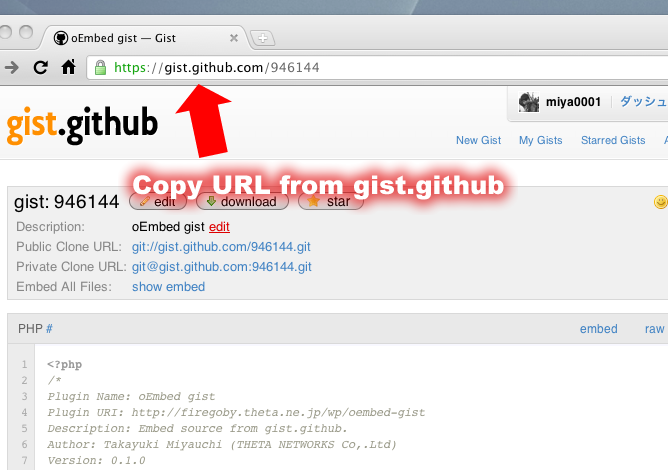 oEmbed gist — Gist
https://gist.github.com/946144
gist.github
miya0001
ダッシュ
New Gist My Gists Starred Gists
Copy URL from gist.github
gist: 946144 edit download star
Description: oEmbed gist edit
Public Clone URL: git://gist.github.com/946144.git
Private Clone URL: git@gist.github.com:946144.git
Embed All Files: show embed
PHP # embed raw
1 <?php
2 /*
3 Plugin Name: oEmbed gist
4 Plugin URI: http://firegoby.theta.ne.jp/wp/oembed-gist
5 Description: Embed source from gist.github.
6 Author: Takayuki Miyauchi (THETA NETWORKS Co,.Ltd)
7 Version: 0.1.0